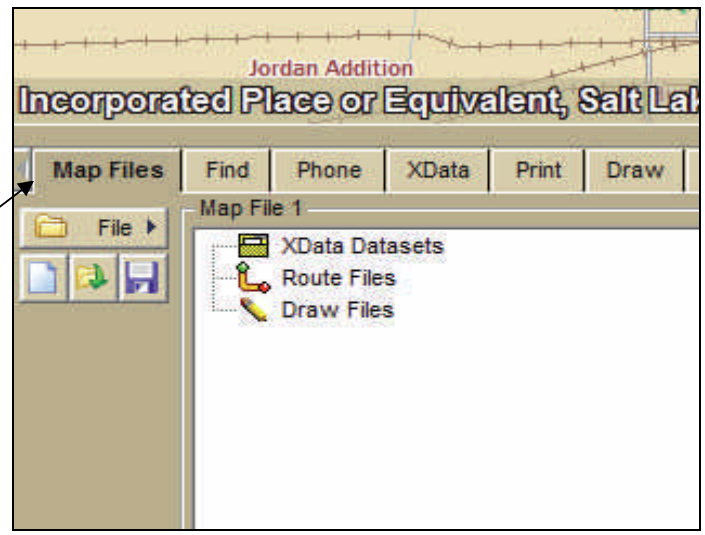 Jordan Addition
Incorporated Place or Equivalent, Salt La
Map Files Find Phone XData Print Draw
File
Map File 1
XData Datasets
Route Files
Draw Files